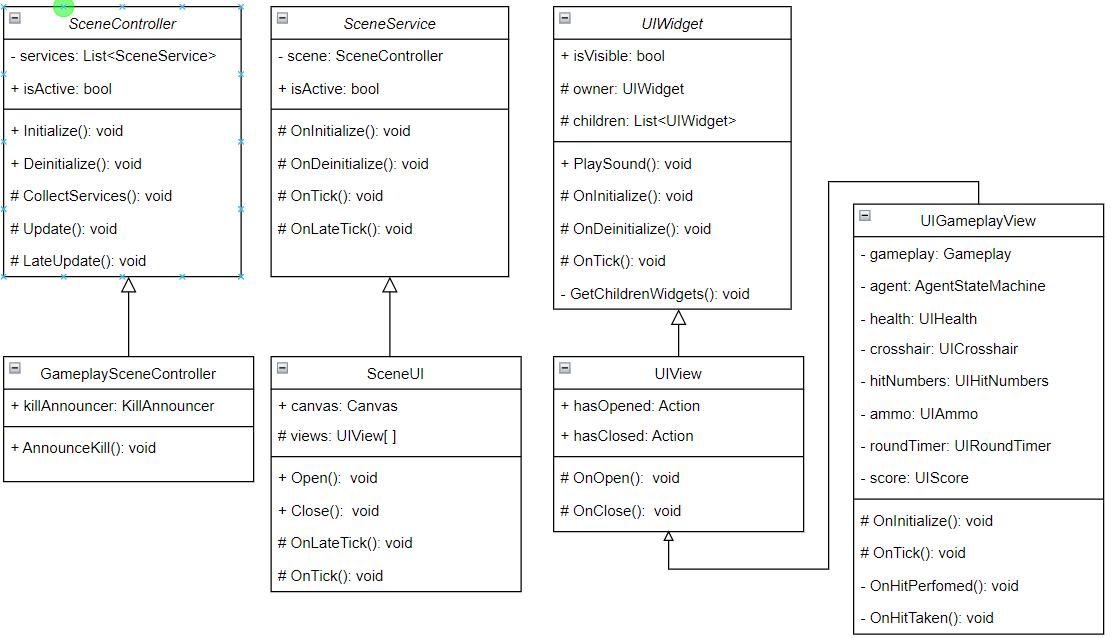 SceneController
- services: List<SceneService>
+ isActive: bool
+ Initialize(): void
+ Deinitialize(): void
# CollectServices(): void
# Update(): void
# LateUpdate(): void
SceneService
- scene: SceneController
+ isActive: bool
# OnInitialize(): void
# OnDeinitialize(): void
# OnTick(): void
# OnLateTick(): void
UIWidget
+ isVisible: bool
# owner: UIWidget
# children: List<UIWidget>
+ PlaySound(): void
# OnInitialize(): void
# OnDeinitialize(): void
# OnTick(): void
- GetChildrenWidgets(): void
UIGameplayView
- gameplay: Gameplay
- agent: AgentStateMachine
- health: UIHealth
- crosshair: UICrosshair
- hitNumbers: UIHitNumbers
- ammo: UIAmmo
- roundTimer: UIRoundTimer
- score: UIScore
# OnInitialize(): void
# OnTick(): void
- OnHitPerfomed(): void
- OnHitTaken(): void
GameplaySceneController
+ killAnnouncer: KillAnnouncer
+ AnnounceKill(): void
SceneUI
+ canvas: Canvas
# views: UIView[ ]
+ Open():  void
+ Close():  void
# OnLateTick(): void
# OnTick(): void
UIView
+ hasOpened: Action
+ hasClosed: Action
# OnOpen():  void
# OnClose():  void